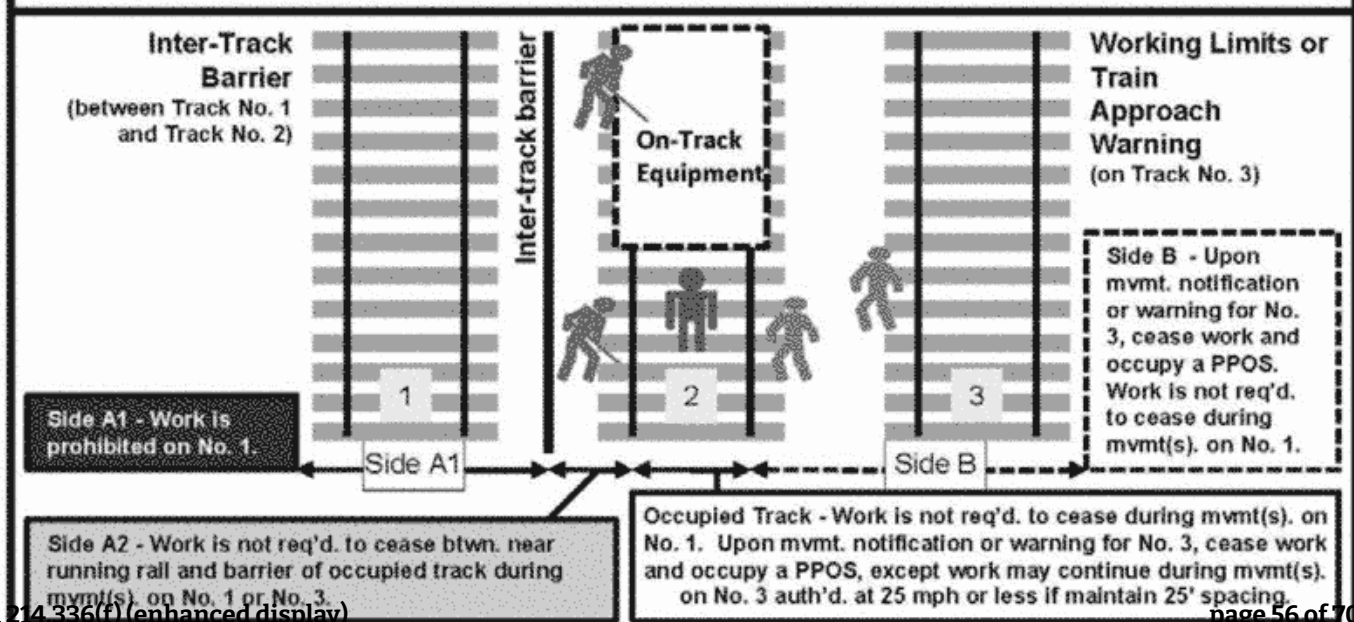 Inter-Track
Barrier
(between Track No. 1
and Track No. 2)
Inter-track barrier
On-Track
Equipment
Working Limits or
Train
Approach
Warning
(on Track No. 3)
Side B - Upon
mvmt. notification
or warning for No.
3, cease work and
occupy a PPOS.
Work is not req'd.
to cease during
mvmt(s). on No. 1.
1
2
3
Side A1 - Work is
prohibited on No. 1.
Side A1
Side B
Side A2 - Work is not req'd. to cease btwn. near
running rail and barrier of occupied track during
mvmt(s). on No. 1 or No. 3.
Occupied Track - Work is not req'd. to cease during mvmt(s). on
No. 1. Upon mvmt. notification or warning for No. 3, cease work
and occupy a PPOS, except work may continue during mvmt(s).
on No. 3 auth'd. at 25 mph or less if maintain 25' spacing.
214.336(f) (enhanced display)
page 56 of 70